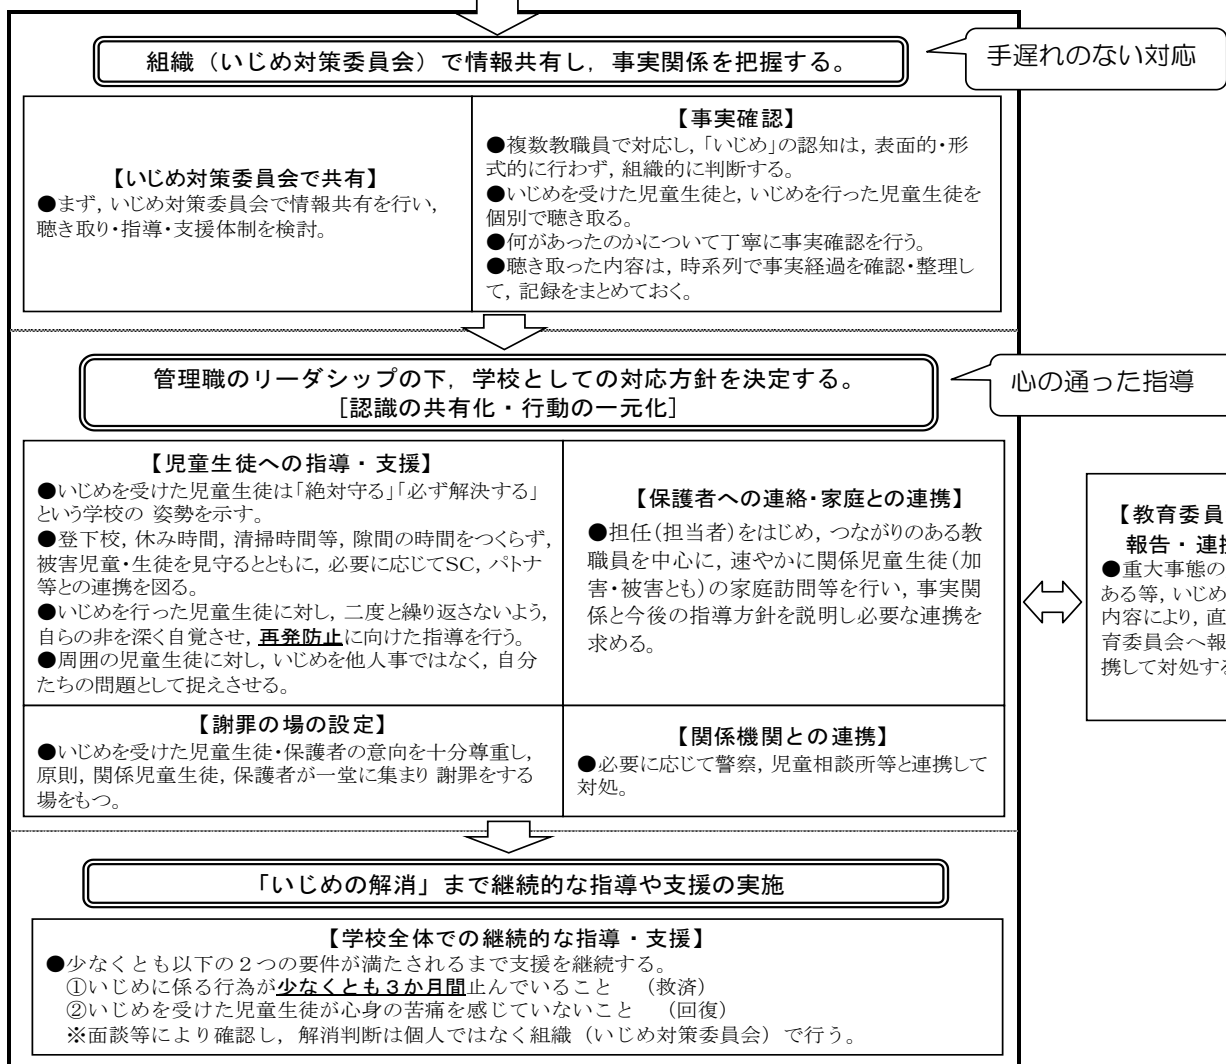 組織（いじめ対策委員会）で情報共有し，事実関係を把握する。
手遅れのない対応
【いじめ対策委員会で共有】
●まず，いじめ対策委員会で情報共有を行い，
聴き取り・指導・支援体制を検討。
【事実確認】
●複数教職員で対応し，「いじめ」の認知は，表面的・形
式的に行わず，組織的に判断する。
●いじめを受けた児童生徒と，いじめを行った児童生徒を
個別で聴き取る。
●何があったのかについて丁寧に事実確認を行う。
●聴き取った内容は，時系列で事実経過を確認・整理し
て，記録をまとめておく。
管理職のリーダシップの下，学校としての対応方針を決定する。
［認識の共有化・行動の一元化］
心の通った指導
【児童生徒への指導・支援】
●いじめを受けた児童生徒は「絶対守る」「必ず解決する」
という学校の 姿勢を示す。
●登下校，休み時間，清掃時間等，隙間の時間をつくらず，
被害児童・生徒を見守るとともに，必要に応じてSC，パトナ
等との連携を図る。
●いじめを行った児童生徒に対し，二度と繰り返さないよう，
自らの非を深く自覚させ，再発防止に向けた指導を行う。
●周囲の児童生徒に対し，いじめを他人事ではなく，自分
たちの問題として捉えさせる。
【保護者への連絡・家庭との連携】
●担任（担当者）をはじめ，つながりのある教
職員を中心に，速やかに関係児童生徒（加
害・被害とも）の家庭訪問等を行い，事実関
係と今後の指導方針を説明し必要な連携を
求める。
【教育委員
報告・連
●重大事態の
ある等，いじめ
内容により，直
育委員会へ報
携して対処す
【謝罪の場の設定】
●いじめを受けた児童生徒・保護者の意向を十分尊重し，
原則，関係児童生徒，保護者が一堂に集まり 謝罪をする
場をもつ。
【関係機関との連携】
●必要に応じて警察，児童相談所等と連携して
対処。
「いじめの解消」まで継続的な指導や支援の実施
【学校全体での継続的な指導・支援】
●少なくとも以下の２つの要件が満たされるまで支援を継続する。
①いじめに係る行為が少なくとも３か月間止んでいること　（救済）
②いじめを受けた児童生徒が心身の苦痛を感じていないこと　（回復）
※面談等により確認し，解消判断は個人ではなく組織（いじめ対策委員会）で行う。